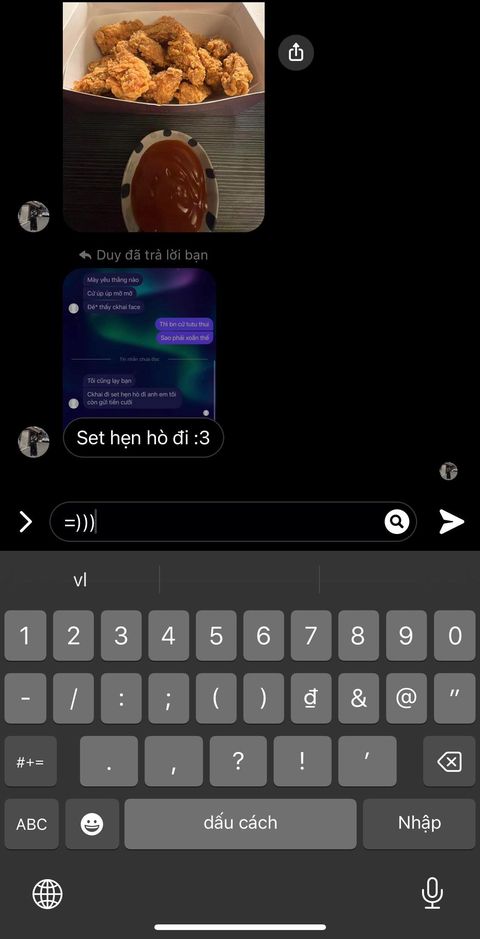 Duy đã trả lời bạn
Mày yêu thằng nào
Cứ úp úp mở mở
Đé* thấy ckhai face
Thì bn cứ tutu thui
Sao phải xoắn thế
Tin nhắn chưa đọc
Tôi cũng lạy bạn
Ckhai đi set hẹn hò đi anh em tôi
còn gửi tiền cưới
Set hẹn hò đi :3
=)))
vl
1 2 3 4 5 6 7 8 9 0
- / : ; ( ) ₫ & @ "
#+= . , ? ! ’
ABC dấu cách Nhập